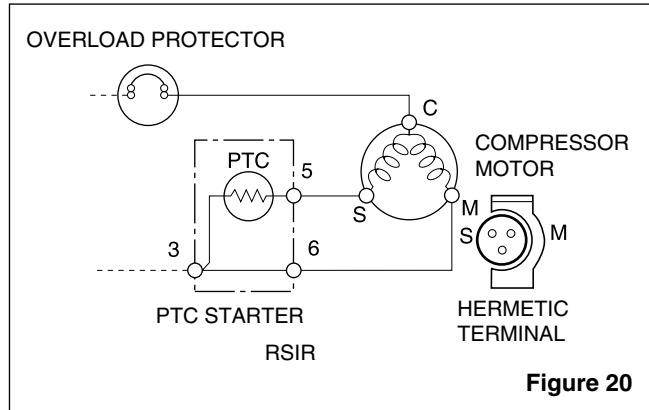 OVERLOAD PROTECTOR
C
COMPRESSOR
MOTOR
PTC
5
S
M
S
M
3
6
PTC STARTER
HERMETIC
TERMINAL
RSIR
Figure 20